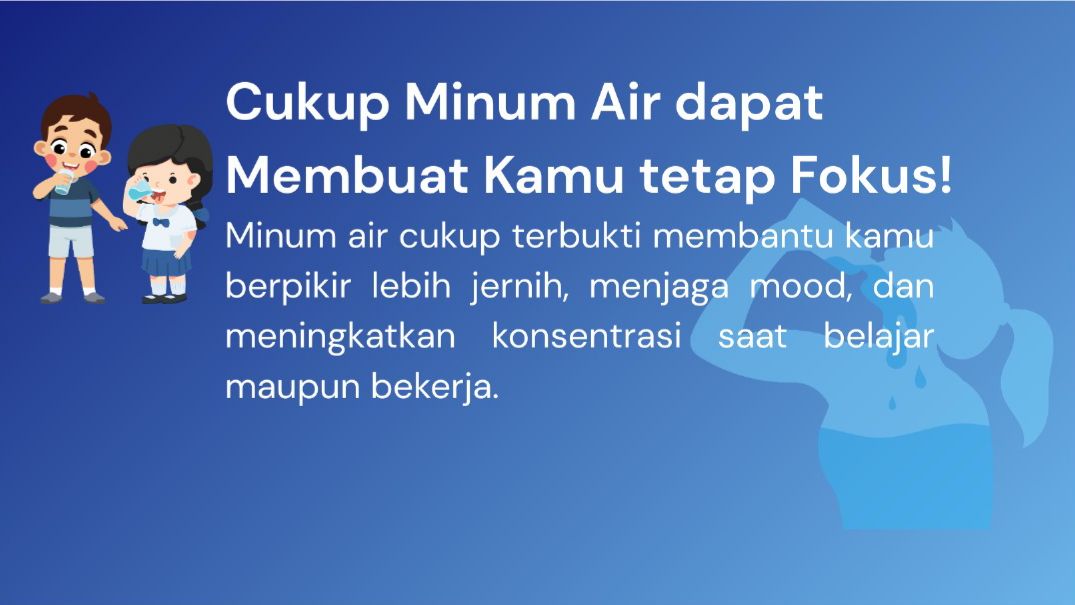 Cukup Minum Air dapat
Membuat Kamu tetap Fokus!
Minum air cukup terbukti membantu kamu
berpikir lebih jernih, menjaga mood, dan
meningkatkan konsentrasi saat belajar
maupun bekerja.